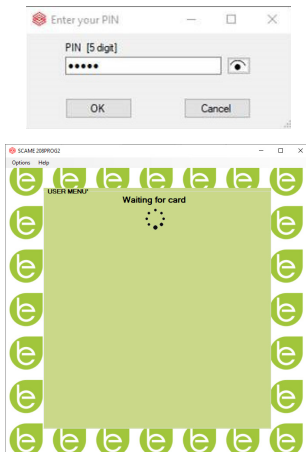 Enter your PIN
PIN [5 digit]
•••••
OK Cancel
SCAME 208PROG2
Options Help
USER MENU'
Waiting for card